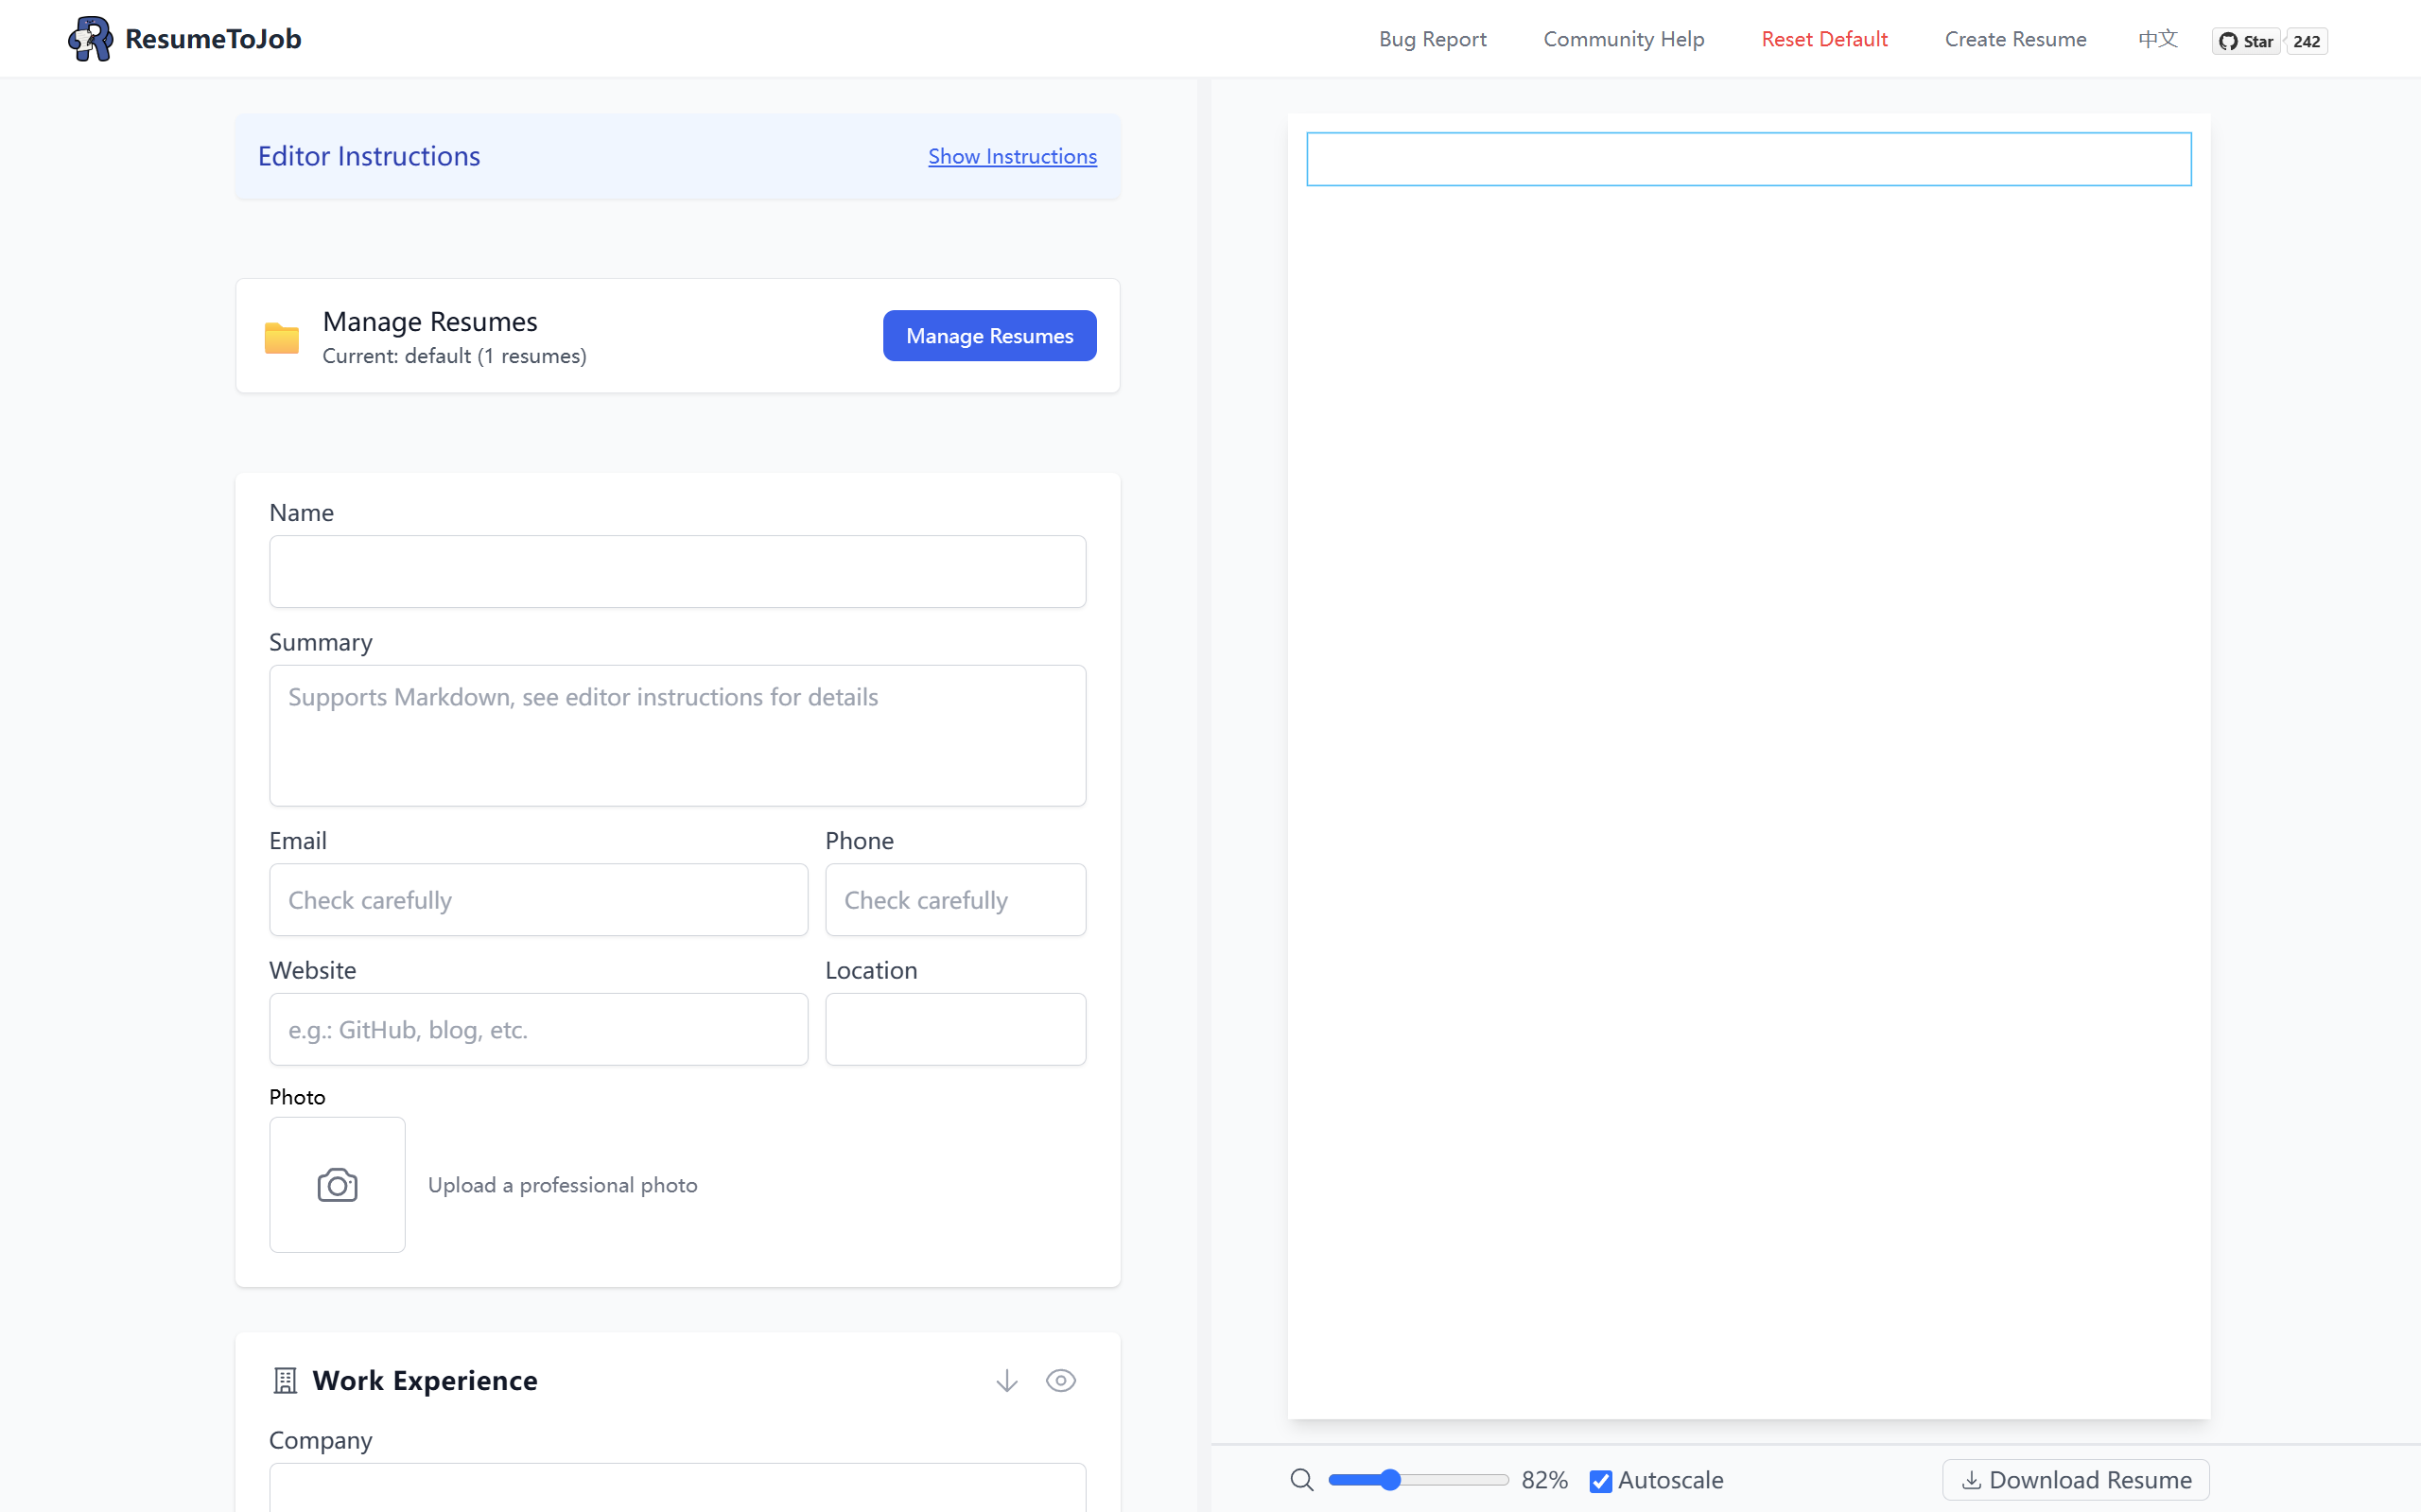 ResumeToJob
Bug Report
Community Help
Reset Default
Create Resume
中文
Star
242
Editor Instructions
Show Instructions
Manage Resumes
Current: default (1 resumes)
Manage Resumes
Name
Summary
Supports Markdown, see editor instructions for details
Email
Phone
Check carefully
Check carefully
Website
Location
e.g.: GitHub, blog, etc.
Photo
Upload a professional photo
Work Experience
Company
82%
Autoscale
Download Resume